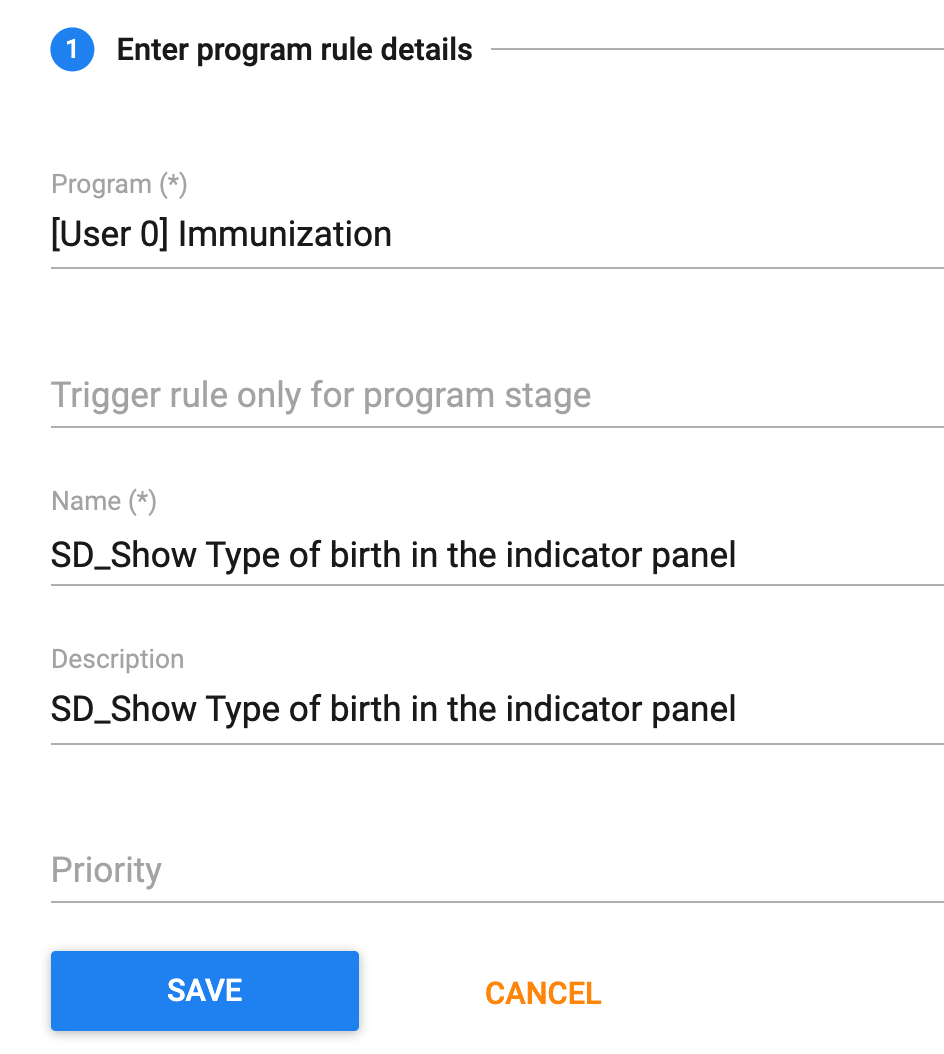 1 Enter program rule details
Program (*)
[User 0] Immunization
Trigger rule only for program stage
Name (*)
SD_Show Type of birth in the indicator panel
Description
SD_Show Type of birth in the indicator panel
Priority
SAVE CANCEL